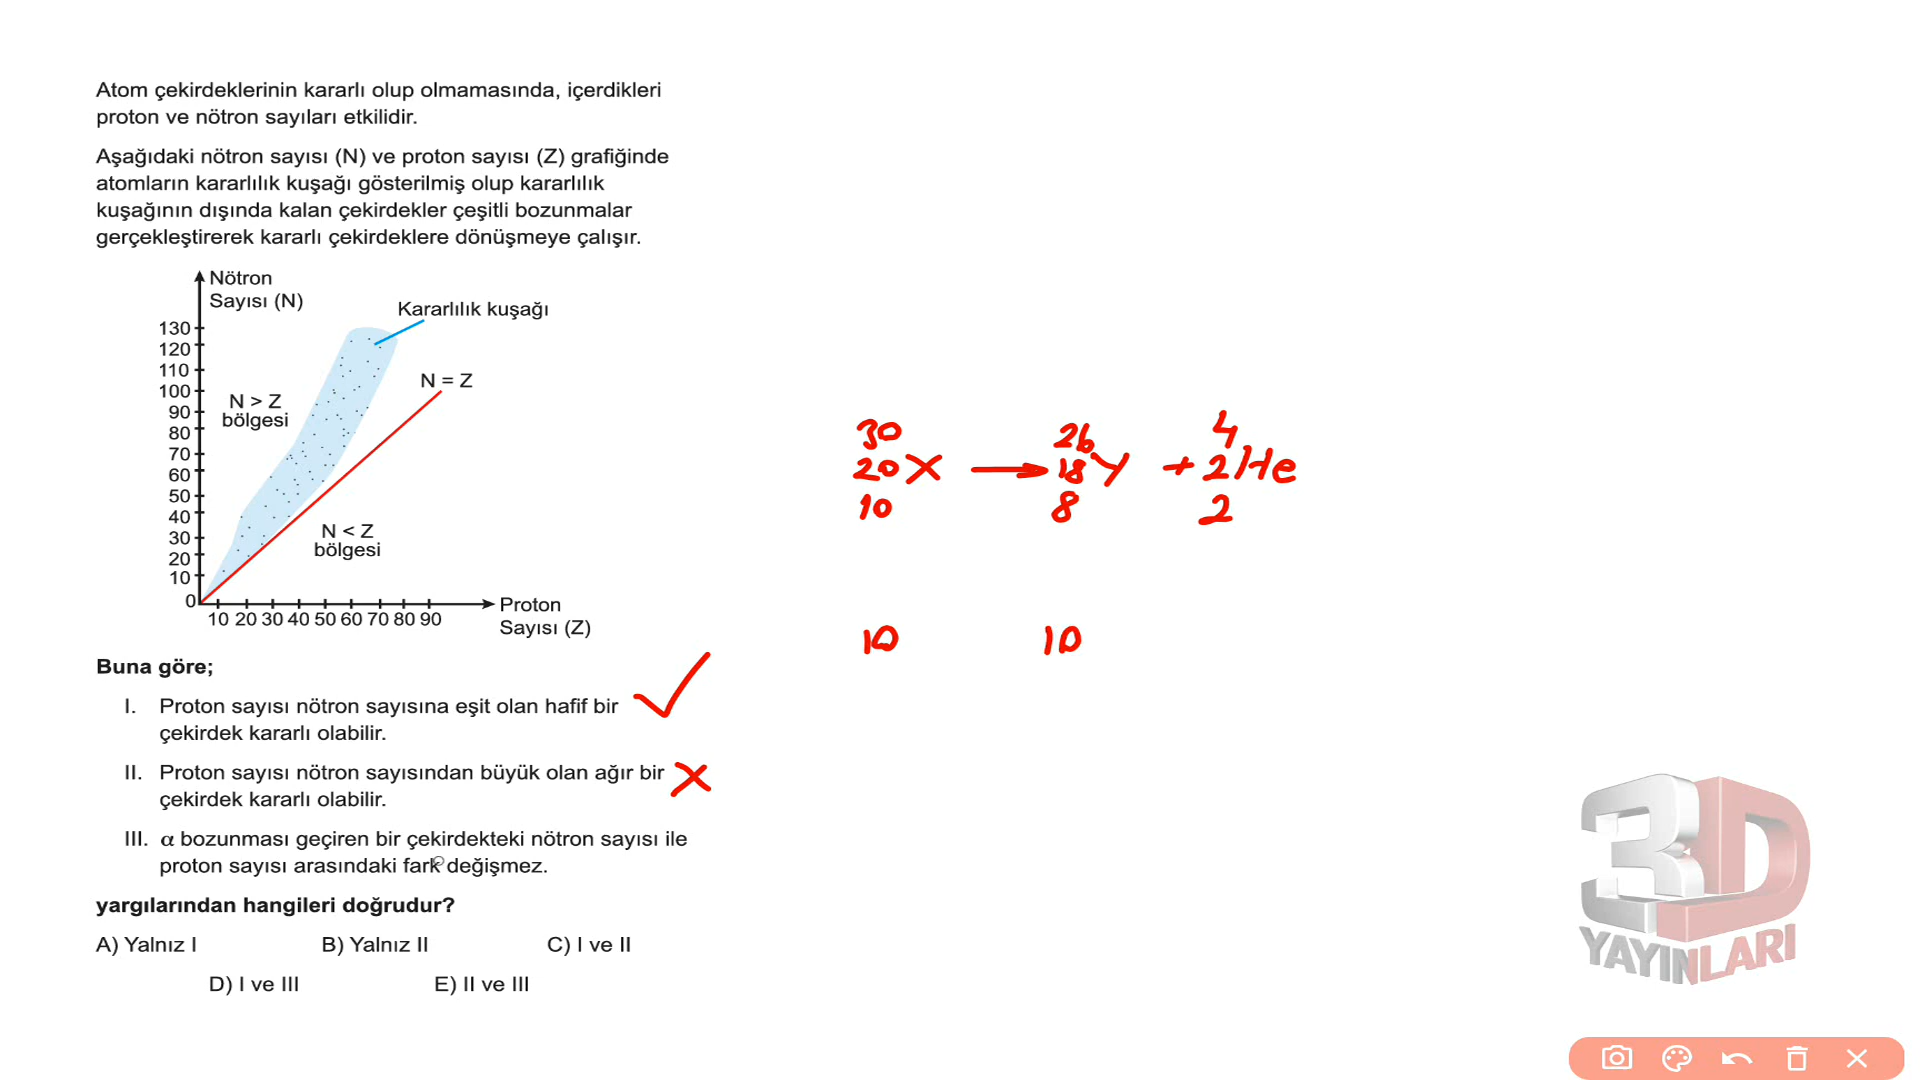 Atom çekirdeklerinin kararlı olup olmamasında, içerdikleri
proton ve nötron sayıları etkilidir.
Aşağıdaki nötron sayısı (N) ve proton sayısı (Z) grafiğinde
atomların kararlılık kuşağı gösterilmiş olup kararlılık
kuşağının dışında kalan çekirdekler çeşitli bozunmalar
gerçekleştirerek kararlı çekirdeklere dönüşmeye çalışır.
Nötron
Sayısı (N)
Kararlılık kuşağı
130
120
110
100
90
80
70
60
50
40
30
20
10
0
N = Z
N > Z
bölgesi
N < Z
bölgesi
10 20 30 40 50 60 70 80 90
Proton
Sayısı (Z)
Buna göre;
I. Proton sayısı nötron sayısına eşit olan hafif bir
çekirdek kararlı olabilir.
II. Proton sayısı nötron sayısından büyük olan ağır bir
çekirdek kararlı olabilir.
III. α bozunması geçiren bir çekirdekteki nötron sayısı ile
proton sayısı arasındaki fark değişmez.
yargılarından hangileri doğrudur?
A) Yalnız I B) Yalnız II C) I ve II
D) I ve III E) II ve III
30 26 4
20 X → 18 Y + 2 He
10 8 2
10 10
3D
YAYINLARI